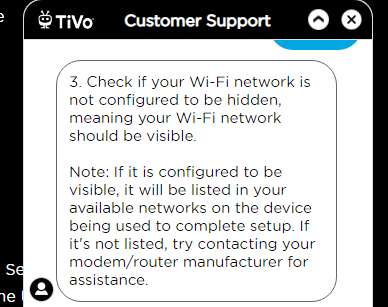 e
TiVo Customer Support
3. Check if your Wi-Fi network is
not configured to be hidden,
meaning your Wi-Fi network
should be visible.
Note: If it is configured to be
visible, it will be listed in your
available networks on the device
being used to complete setup. If
it's not listed, try contacting your
modem/router manufacturer for
assistance.
Se
he